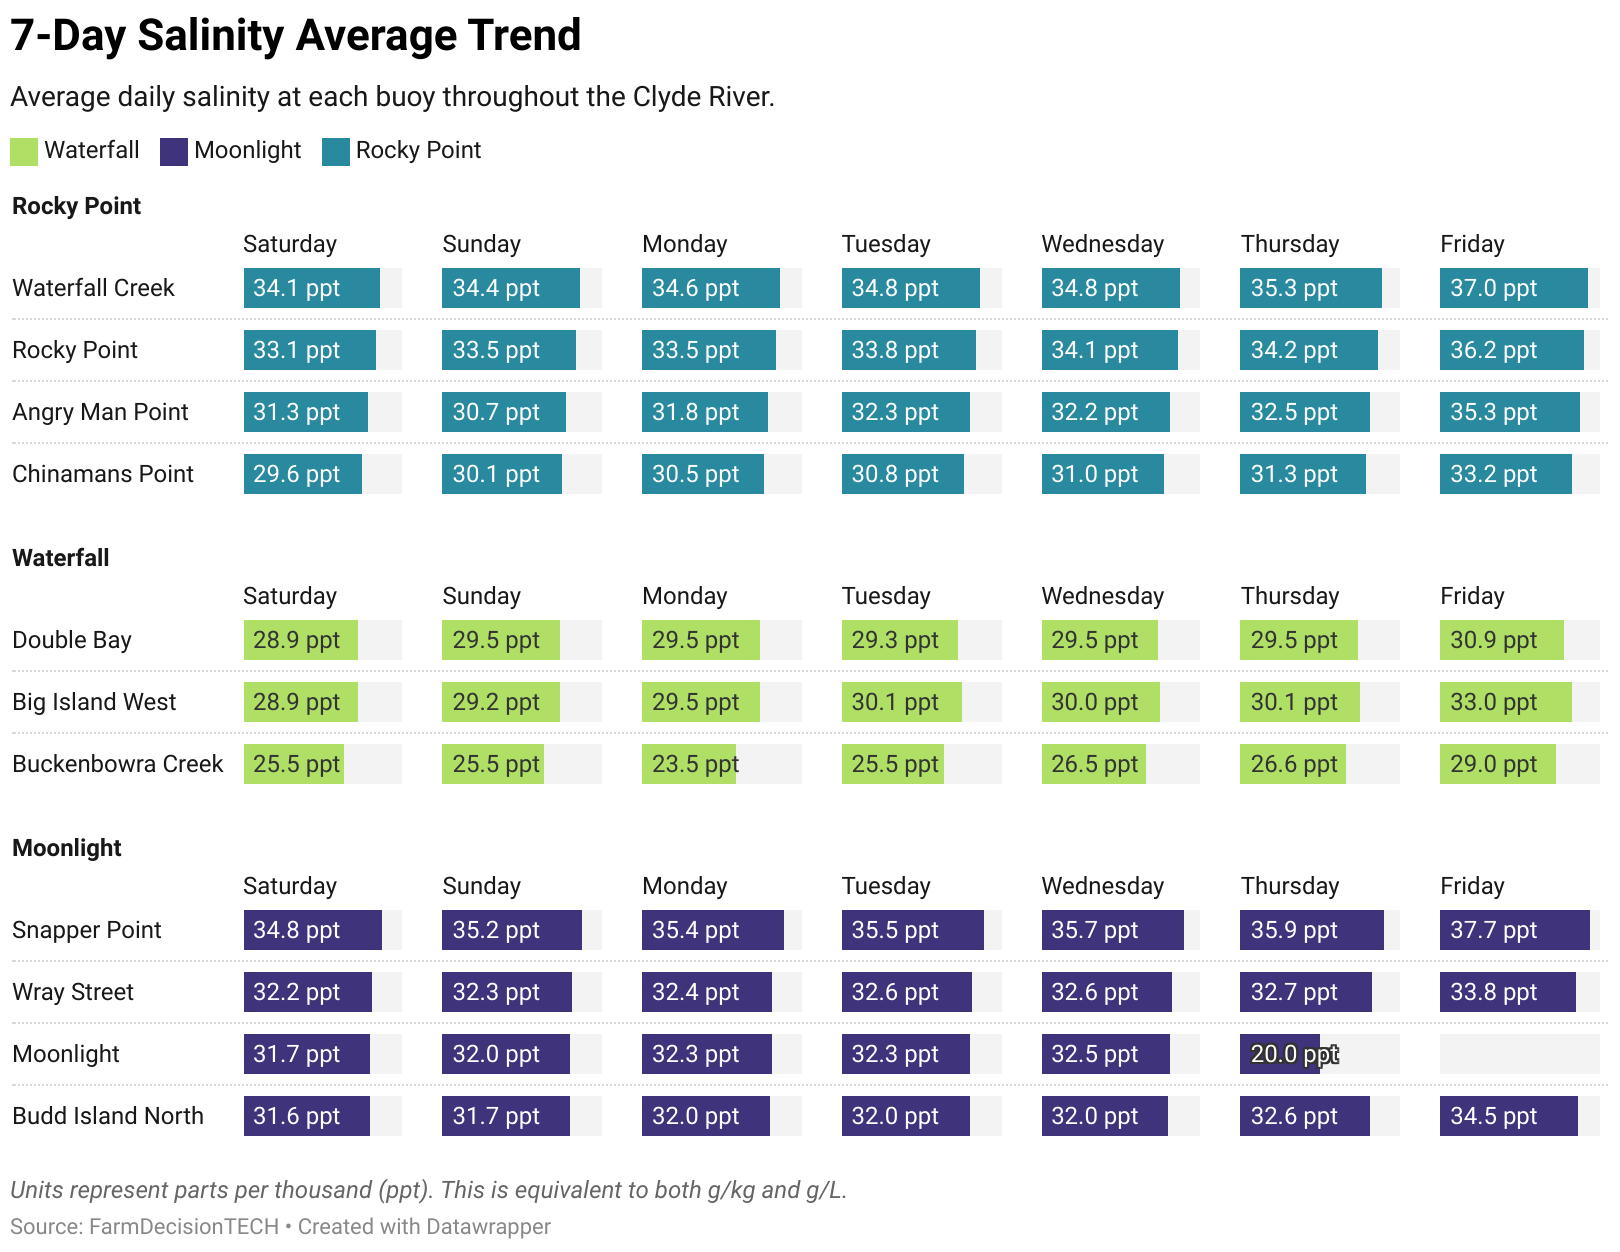 7-Day Salinity Average Trend
Average daily salinity at each buoy throughout the Clyde River.
Waterfall Moonlight Rocky Point
Rocky Point
Saturday Sunday Monday Tuesday Wednesday Thursday Friday
Waterfall Creek 34.1 ppt 34.4 ppt 34.6 ppt 34.8 ppt 34.8 ppt 35.3 ppt 37.0 ppt
Rocky Point 33.1 ppt 33.5 ppt 33.5 ppt 33.8 ppt 34.1 ppt 34.2 ppt 36.2 ppt
Angry Man Point 31.3 ppt 30.7 ppt 31.8 ppt 32.3 ppt 32.2 ppt 32.5 ppt 35.3 ppt
Chinamans Point 29.6 ppt 30.1 ppt 30.5 ppt 30.8 ppt 31.0 ppt 31.3 ppt 33.2 ppt
Waterfall
Saturday Sunday Monday Tuesday Wednesday Thursday Friday
Double Bay 28.9 ppt 29.5 ppt 29.5 ppt 29.3 ppt 29.5 ppt 29.5 ppt 30.9 ppt
Big Island West 28.9 ppt 29.2 ppt 29.5 ppt 30.1 ppt 30.0 ppt 30.1 ppt 33.0 ppt
Buckenbowra Creek 25.5 ppt 25.5 ppt 23.5 ppt 25.5 ppt 26.5 ppt 26.6 ppt 29.0 ppt
Moonlight
Saturday Sunday Monday Tuesday Wednesday Thursday Friday
Snapper Point 34.8 ppt 35.2 ppt 35.4 ppt 35.5 ppt 35.7 ppt 35.9 ppt 37.7 ppt
Wray Street 32.2 ppt 32.3 ppt 32.4 ppt 32.6 ppt 32.6 ppt 32.7 ppt 33.8 ppt
Moonlight 31.7 ppt 32.0 ppt 32.3 ppt 32.3 ppt 32.5 ppt 20.0 ppt
Budd Island North 31.6 ppt 31.7 ppt 32.0 ppt 32.0 ppt 32.0 ppt 32.6 ppt 34.5 ppt
Units represent parts per thousand (ppt). This is equivalent to both g/kg and g/L.
Source: FarmDecisionTECH • Created with Datawrapper